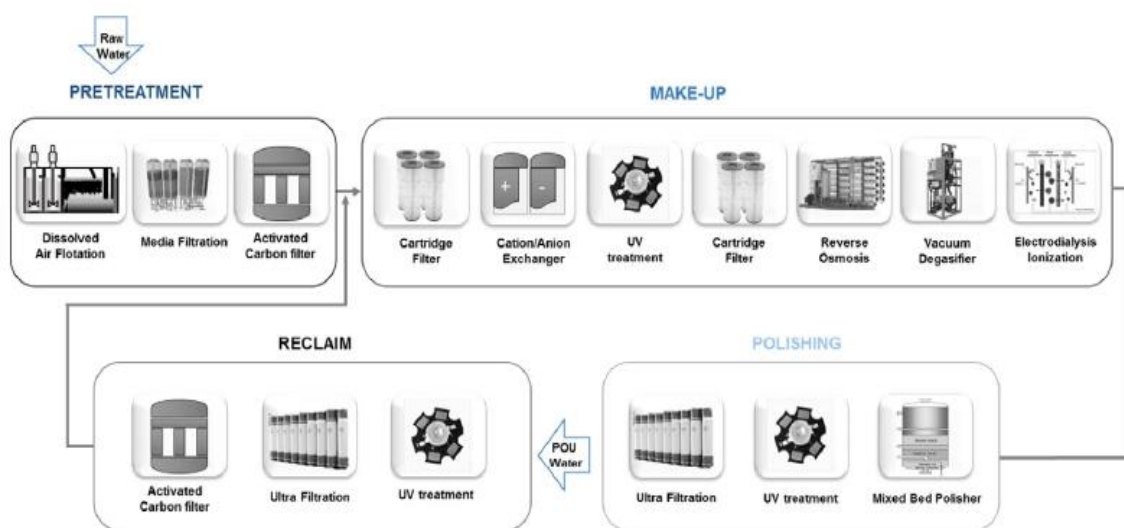 Raw
Water
PRETREATMENT
MAKE-UP
Dissolved
Air Flotation
Media Filtration
Activated
Carbon filter
Cartridge
Filter
Cation/Anion
Exchanger
UV
treatment
Cartridge
Filter
Reverse
Osmosis
Vacuum
Degasifier
Electrodialysis
Ionization
RECLAIM
POLISHING
Activated
Carbon filter
Ultra Filtration
UV treatment
POU
Water
Ultra Filtration
UV treatment
Mixed Bed Polisher